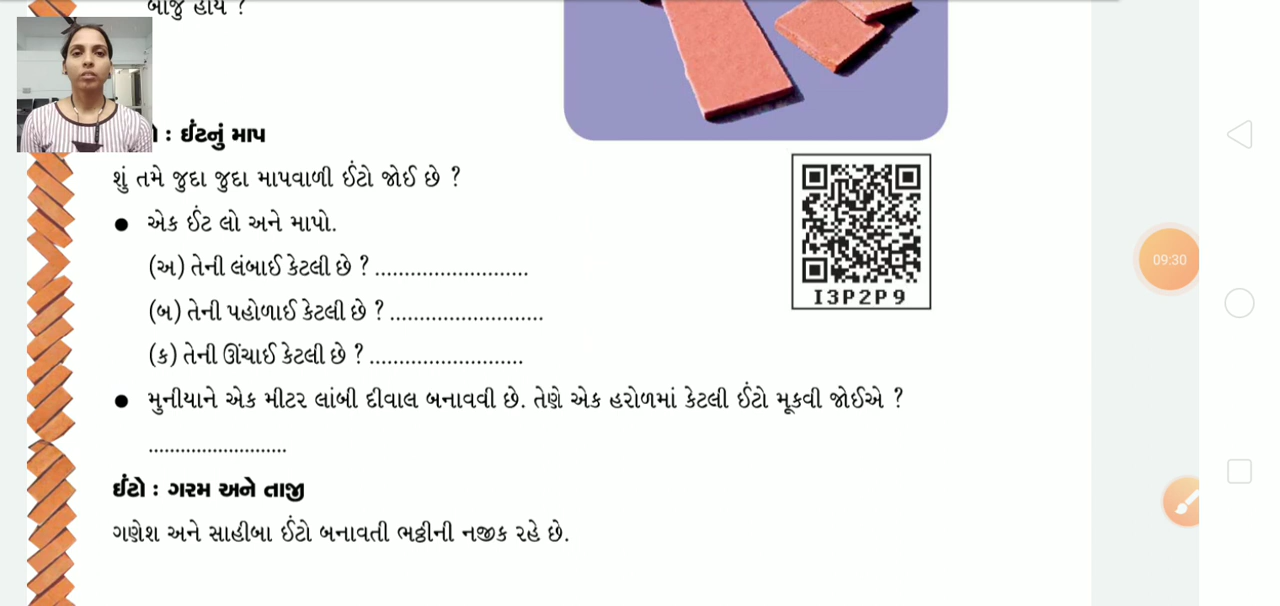 બાજુ હોય ?
: ઈંટનું માપ
શું તમે જુદા જુદા માપવાળી ઈંટો જોઈ છે ?
● એક ઈંટ લો અને માપો.
(અ) તેની લંબાઈ કેટલી છે ? ..........................
(બ) તેની પહોળાઈ કેટલી છે ? ..........................
(ક) તેની ઊંચાઈ કેટલી છે ? ..........................
I3P2P9
09:30
● મુનીયાને એક મીટર લાંબી દીવાલ બનાવવી છે. તેણે એક હરોળમાં કેટલી ઈંટો મૂકવી જોઈએ ?
..........................
ઈંટો : ગરમ અને તાજી
ગણેશ અને સાહીબા ઈંટો બનાવતી ભઠ્ઠીની નજીક રહે છે.